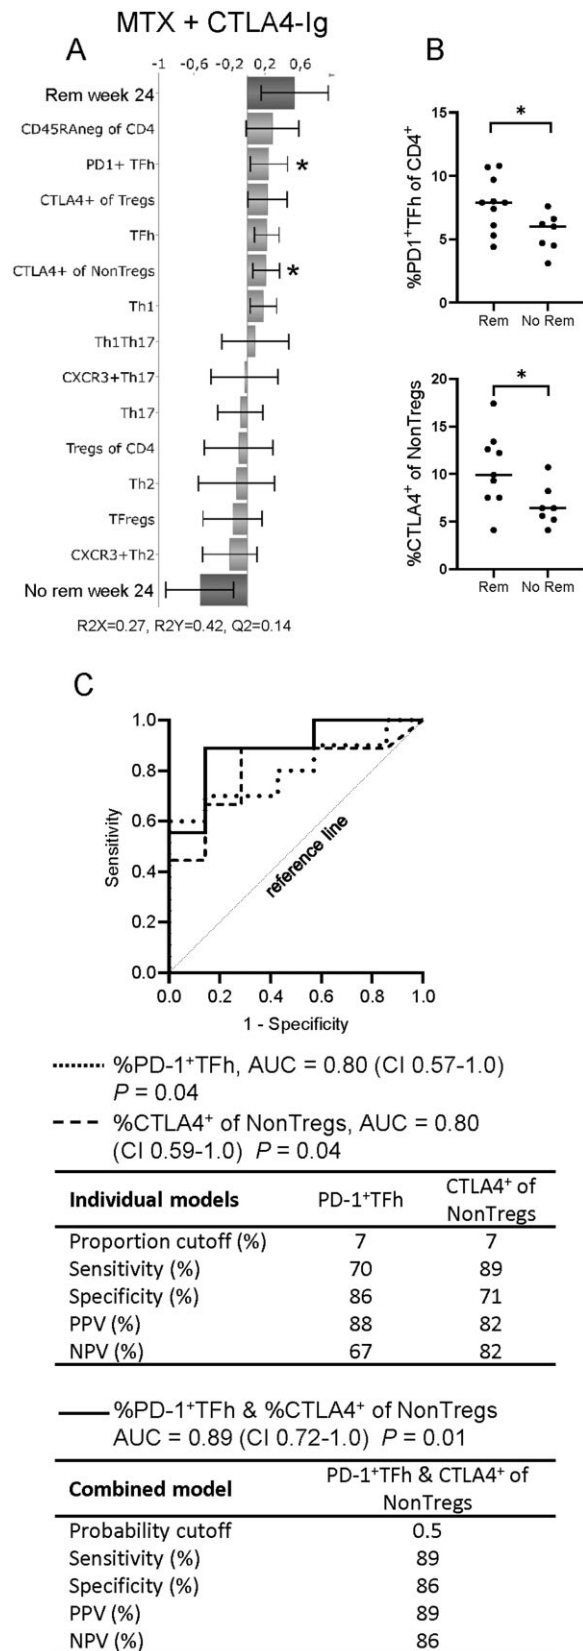 MTX + CTLA4-Ig
A
-1 -0,6 -0,2 0,2 0,6
Rem week 24
CD45RAneg of CD4
PD1+ TFh
*
CTLA4+ of Tregs
TFh
CTLA4+ of NonTregs
*
Th1
Th1Th17
CXCR3+Th17
Th17
Tregs of CD4
Th2
TFregs
CXCR3+Th2
No rem week 24
R2X=0.27, R2Y=0.42, Q2=0.14
B
%PD1⁺TFh of CD4⁺
15
10
5
0
*
Rem No Rem
%CTLA4⁺ of NonTregs
20
15
10
5
0
*
Rem No Rem
C
Sensitivity
1.0
0.8
0.6
0.4
0.2
0.0
reference line
0.0 0.2 0.4 0.6 0.8 1.0
1 - Specificity
%PD-1⁺TFh, AUC = 0.80 (CI 0.57-1.0)
P = 0.04
%CTLA4⁺ of NonTregs, AUC = 0.80
(CI 0.59-1.0) P = 0.04
Individual models PD-1⁺TFh CTLA4⁺ of NonTregs
Proportion cutoff (%) 7 7
Sensitivity (%) 70 89
Specificity (%) 86 71
PPV (%) 88 82
NPV (%) 67 82
%PD-1⁺TFh & %CTLA4⁺ of NonTregs
AUC = 0.89 (CI 0.72-1.0) P = 0.01
Combined model PD-1⁺TFh & CTLA4⁺ of NonTregs
Probability cutoff 0.5
Sensitivity (%) 89
Specificity (%) 86
PPV (%) 89
NPV (%) 86